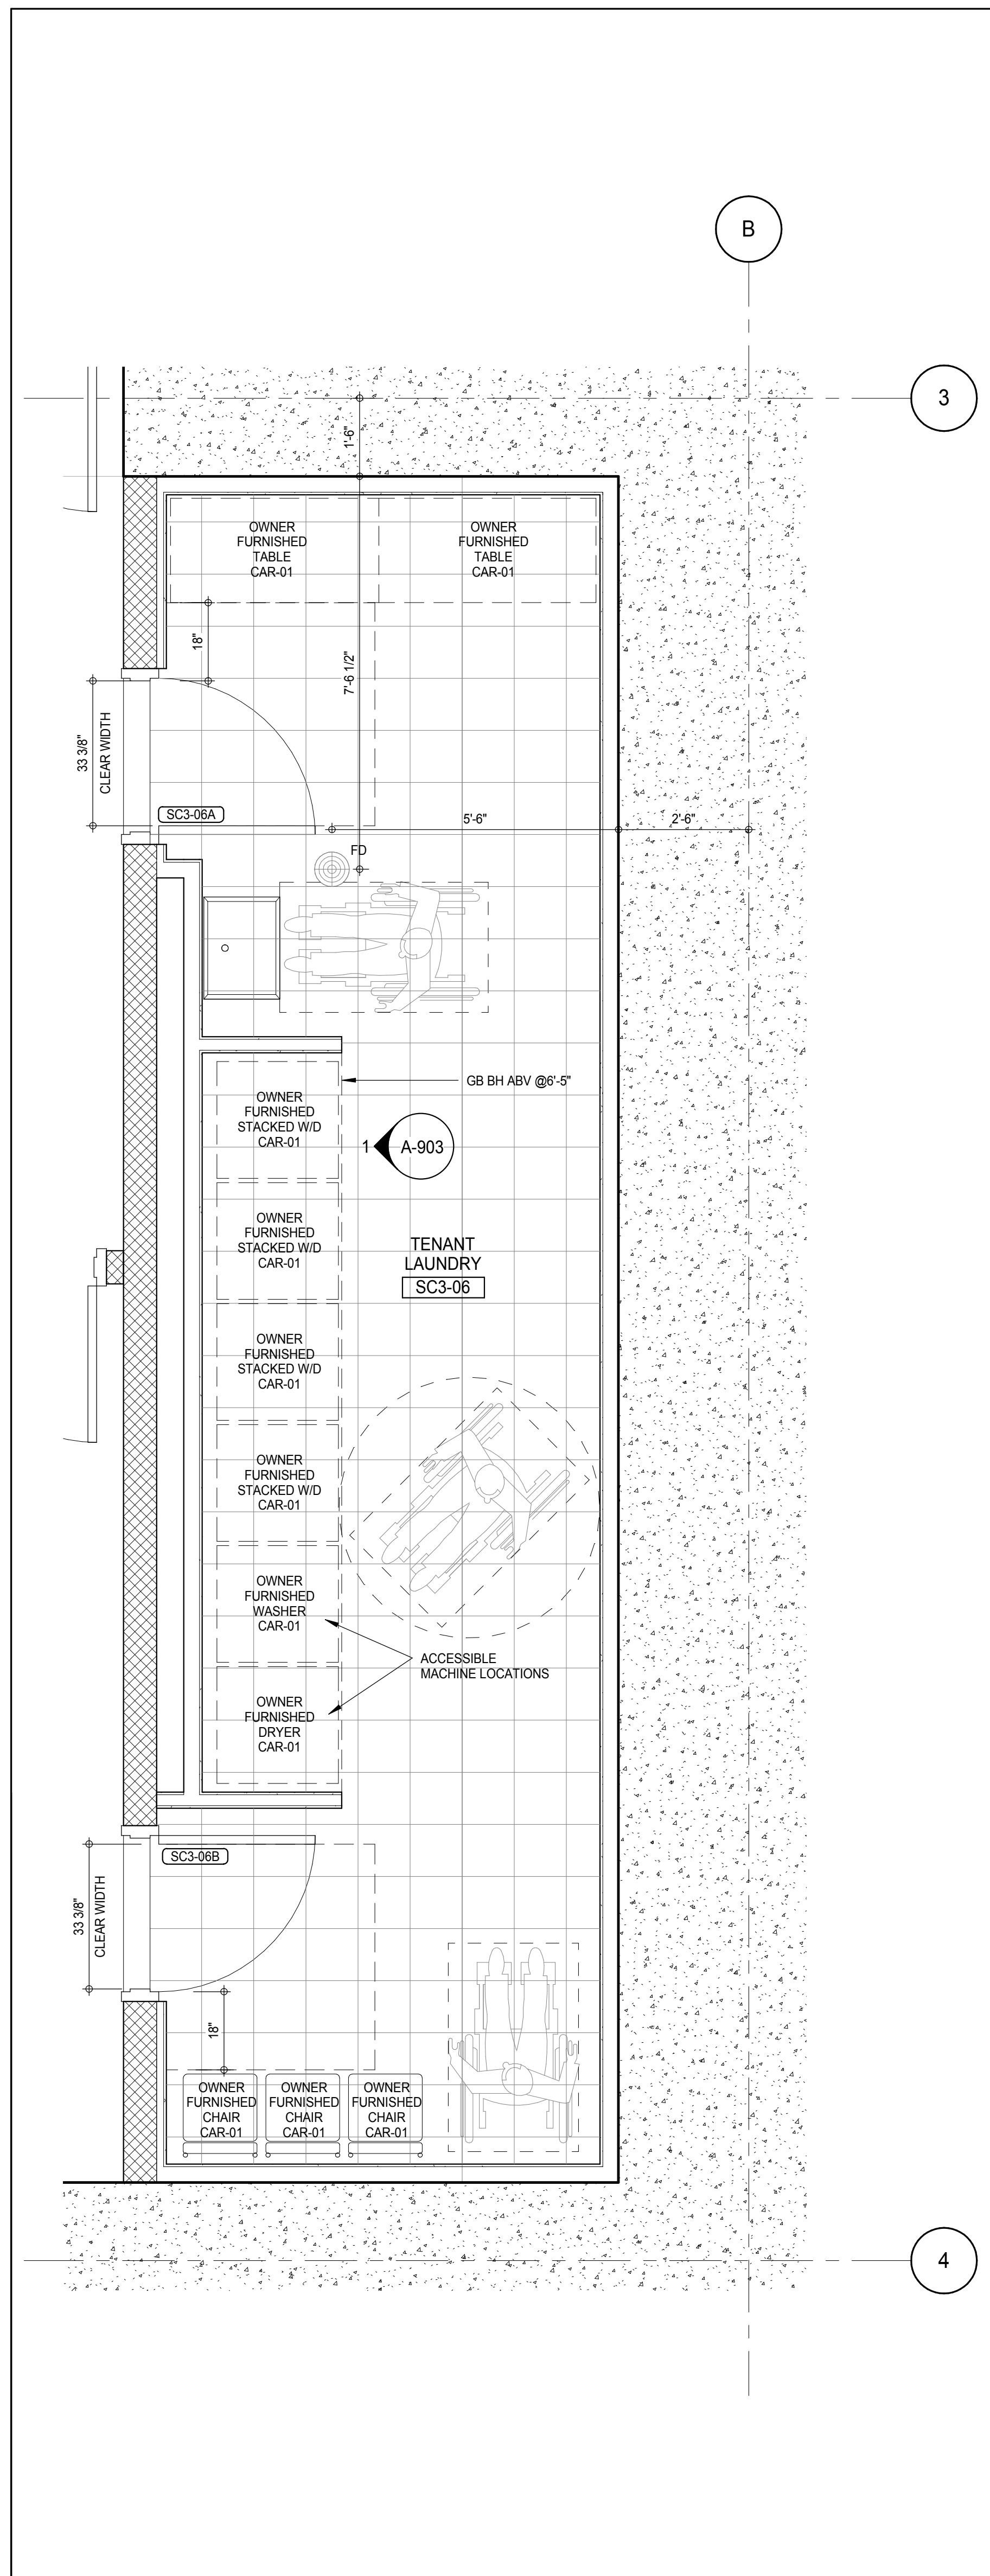 B
3
1'-6"
OWNER
FURNISHED
TABLE
CAR-01
OWNER
FURNISHED
TABLE
CAR-01
18"
7'-6 1/2"
33 3/8"
CLEAR WIDTH
SC3-06A
5'-6"
2'-6"
FD
GB BH ABV @6'-5"
OWNER
FURNISHED
STACKED W/D
CAR-01
1
A-903
OWNER
FURNISHED
STACKED W/D
CAR-01
TENANT
LAUNDRY
SC3-06
OWNER
FURNISHED
STACKED W/D
CAR-01
OWNER
FURNISHED
STACKED W/D
CAR-01
OWNER
FURNISHED
WASHER
CAR-01
ACCESSIBLE
MACHINE LOCATIONS
OWNER
FURNISHED
DRYER
CAR-01
SC3-06B
33 3/8"
CLEAR WIDTH
18"
OWNER
FURNISHED
CHAIR
CAR-01
OWNER
FURNISHED
CHAIR
CAR-01
OWNER
FURNISHED
CHAIR
CAR-01
4